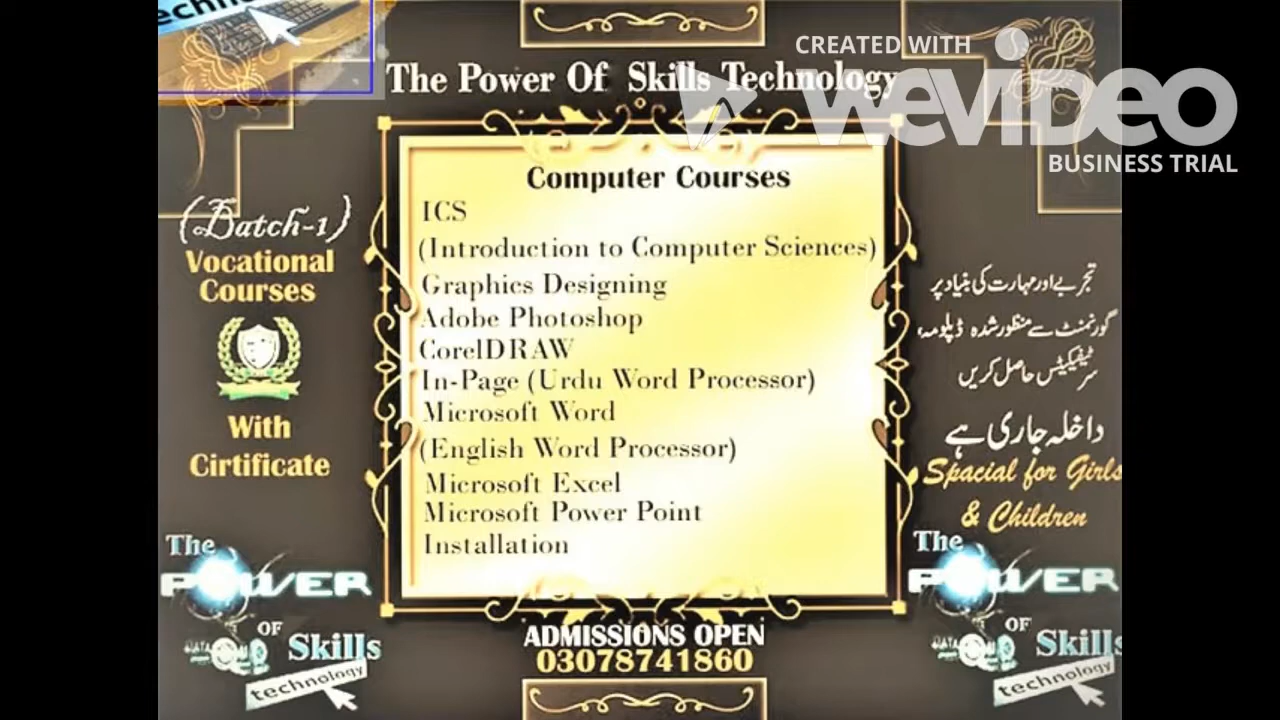 echno
CREATED WITH
WeVIDEO
BUSINESS TRIAL
The Power Of Skills Technology
(Batch-1)
Vocational
Courses
With
Cirtificate
Computer Courses
ICS
(Introduction to Computer Sciences)
Graphics Designing
Adobe Photoshop
CorelDRAW
In-Page (Urdu Word Processor)
Microsoft Word
(English Word Processor)
Microsoft Excel
Microsoft Power Point
Installation
تجربے اور مہارت کی بنیاد پر
گورنمنٹ سے منظور شدہ ڈپلومہ،
سرٹیفیکیٹس حاصل کریں
داخلہ جاری ہے
Spacial for Girls
& Children
The
POWER
OF
Skills
technology
The
POWER
OF
Skills
technology
ADMISSIONS OPEN
03078741860